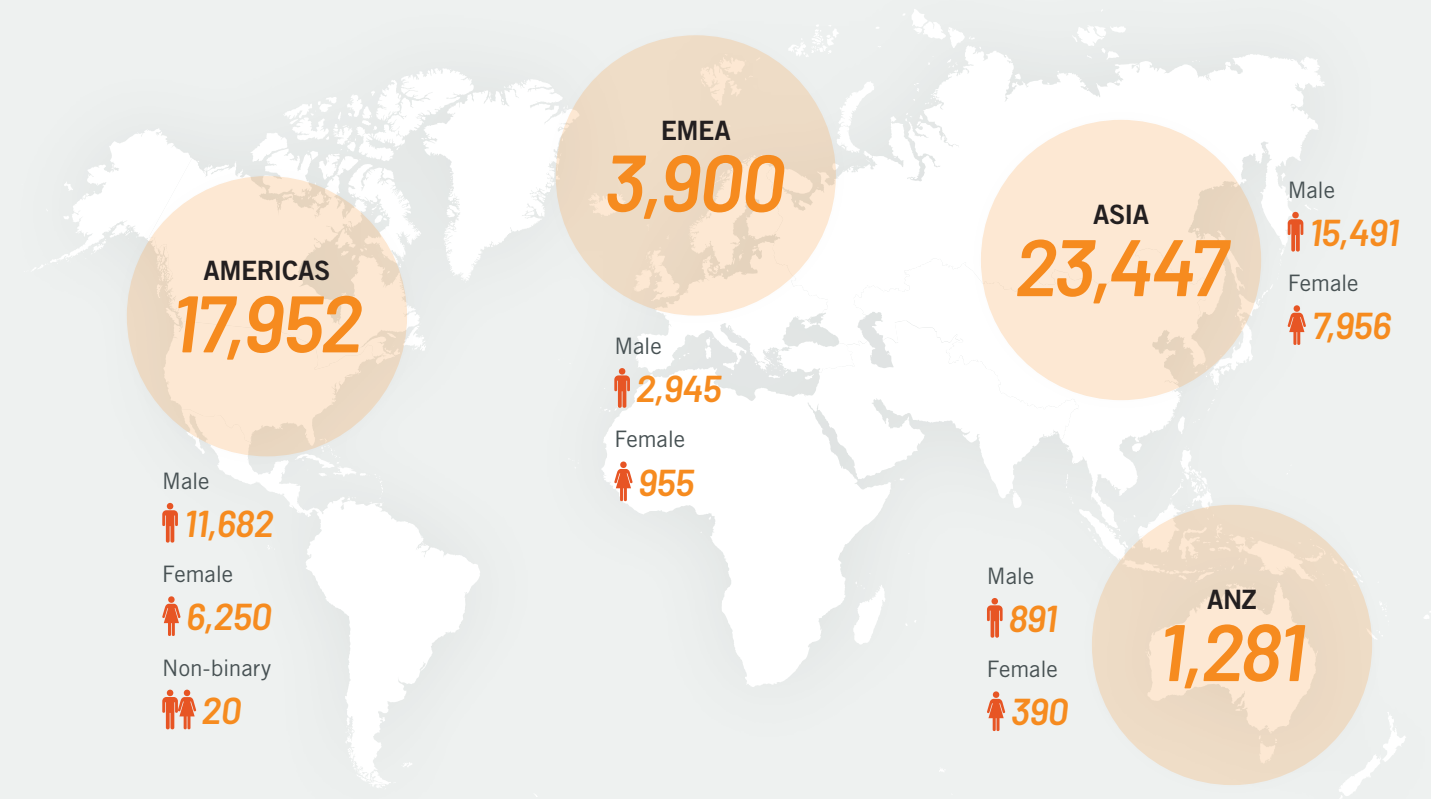 AMERICAS
17,952
Male
11,682
Female
6,250
Non-binary
20
EMEA
3,900
Male
2,945
Female
955
ASIA
23,447
Male
15,491
Female
7,956
ANZ
1,281
Male
891
Female
390